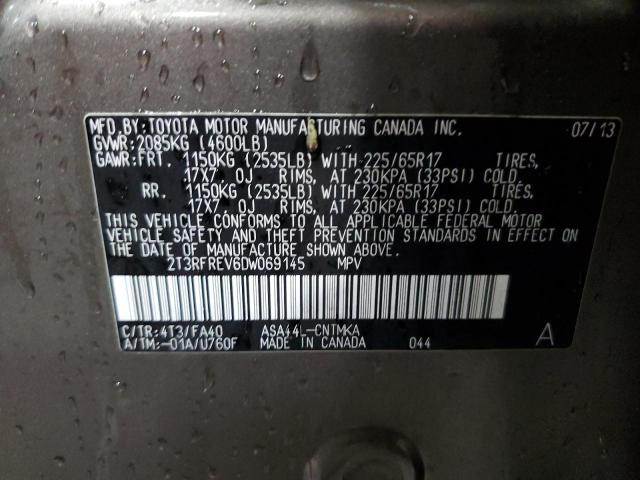 MFD.BY:TOYOTA MOTOR MANUFACTURING CANADA INC. 07/13
GVWR:2085KG (4600LB)
GAWR:FRT. 1150KG (2535LB) WITH 225/65R17 TIRES,
17X7. OJ RIMS, AT 230KPA (33PSI) COLD.
RR. 1150KG (2535LB) WITH 225/65R17 TIRES,
17X7. OJ RIMS, AT 230KPA (33PSI) COLD.
THIS VEHICLE CONFORMS TO ALL APPLICABLE FEDERAL MOTOR
VEHICLE SAFETY AND THEFT PREVENTION STANDARDS IN EFFECT ON
THE DATE OF MANUFACTURE SHOWN ABOVE.
2T3RFREV6DW069145 MPV
C/TR:4T3/FA40 ASA44L-CNTMKA
A/TM:-01A/U760F MADE IN CANADA 044 A